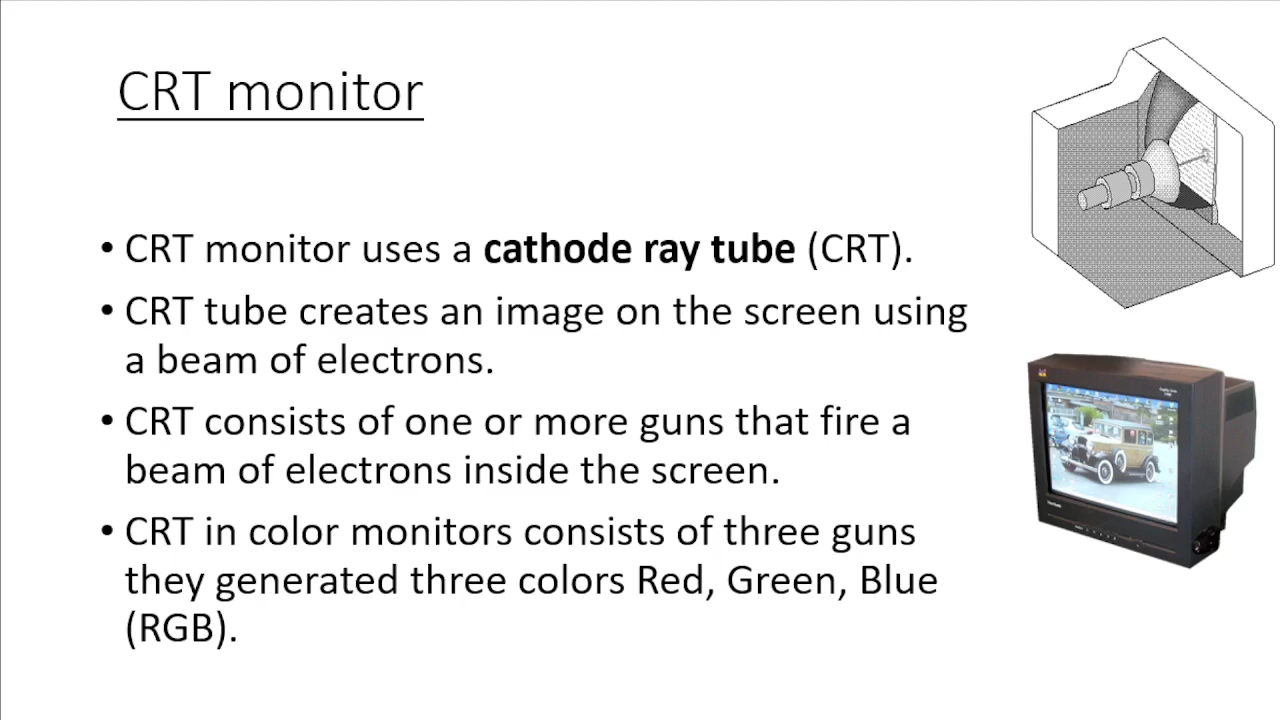 CRT monitor
• CRT monitor uses a cathode ray tube (CRT).
• CRT tube creates an image on the screen using
a beam of electrons.
• CRT consists of one or more guns that fire a
beam of electrons inside the screen.
• CRT in color monitors consists of three guns
they generated three colors Red, Green, Blue
(RGB).